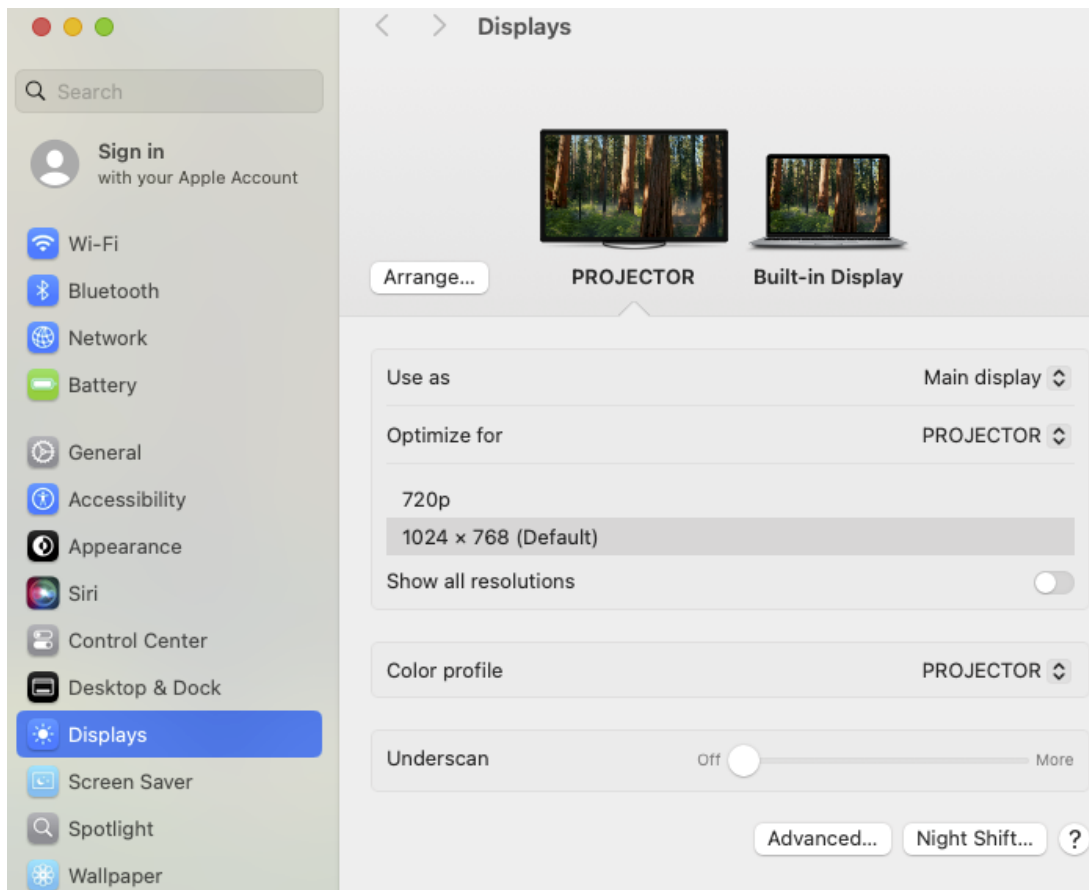 Displays
Search
Sign in
with your Apple Account
Wi-Fi
Bluetooth
Network
Battery
General
Accessibility
Appearance
Siri
Control Center
Desktop & Dock
Displays
Screen Saver
Spotlight
Wallpaper
Arrange...
PROJECTOR
Built-in Display
Use as
Main display
Optimize for
PROJECTOR
720p
1024 × 768 (Default)
Show all resolutions
Color profile
PROJECTOR
Underscan
Off
More
Advanced...
Night Shift...
?